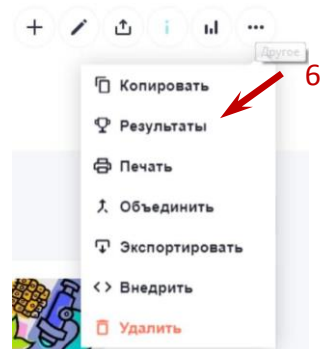 Другое
6
Копировать
Результаты
Печать
Объединить
Экспортировать
Внедрить
Удалить